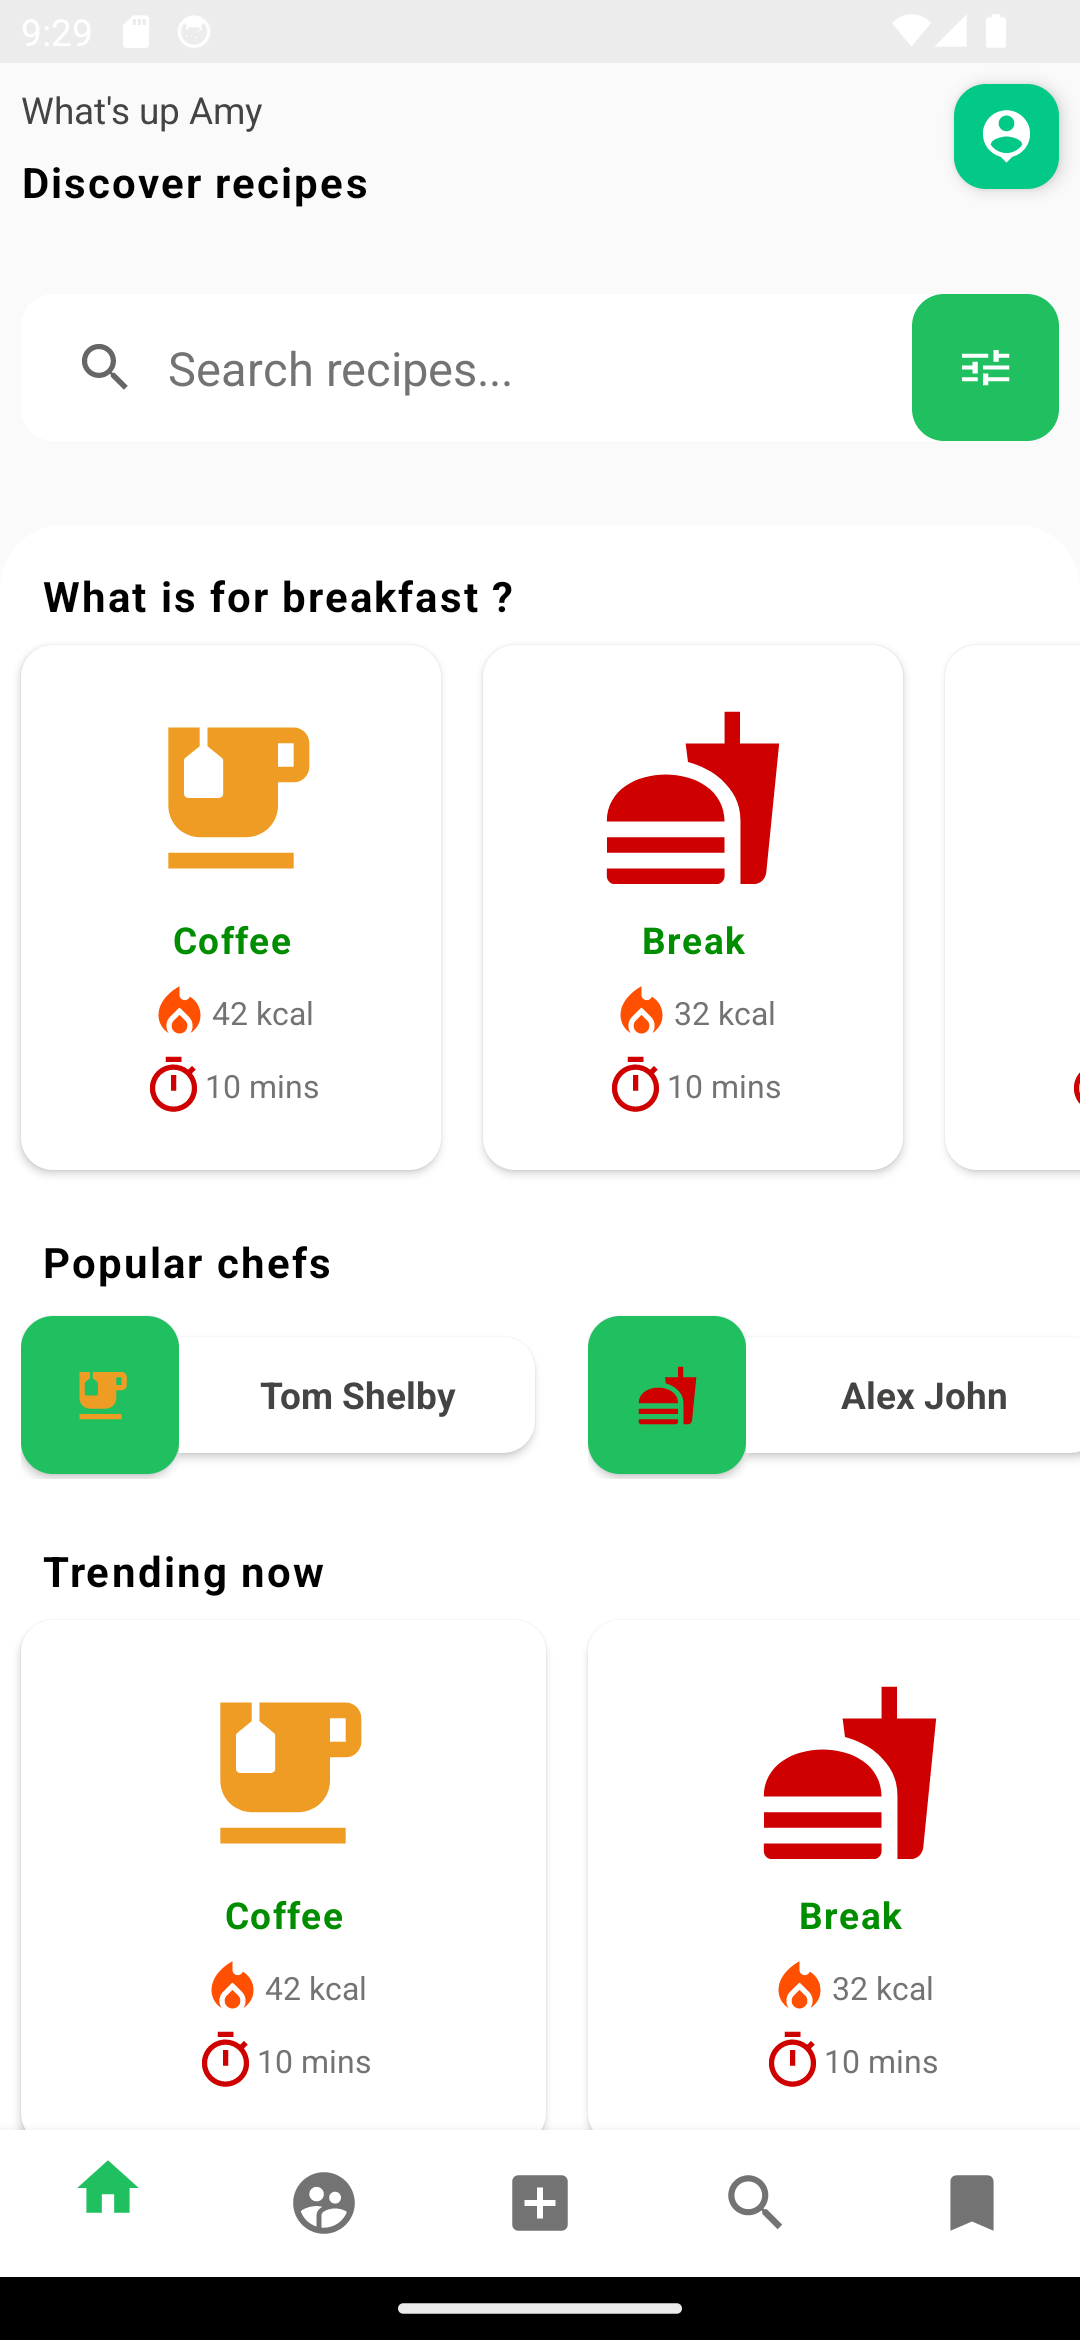 9:29
What's up Amy
Discover recipes
Search recipes...
What is for breakfast ?
Coffee
Break
42 kcal
32 kcal
10 mins
10 mins
Popular chefs
Tom Shelby
Alex John
Trending now
Coffee
Break
42 kcal
32 kcal
10 mins
10 mins